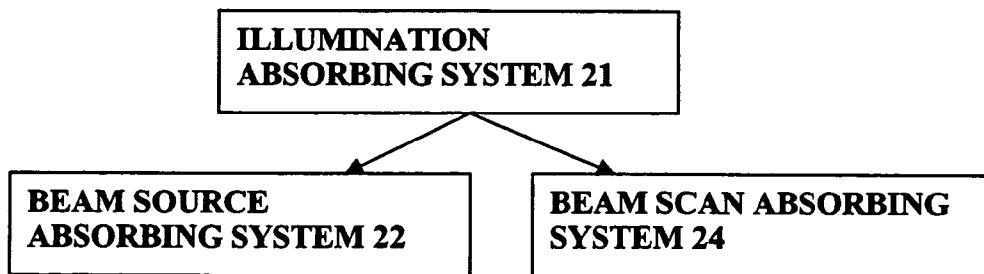 ILLUMINATION
ABSORBING SYSTEM 21
BEAM SOURCE
ABSORBING SYSTEM 22
BEAM SCAN ABSORBING
SYSTEM 24